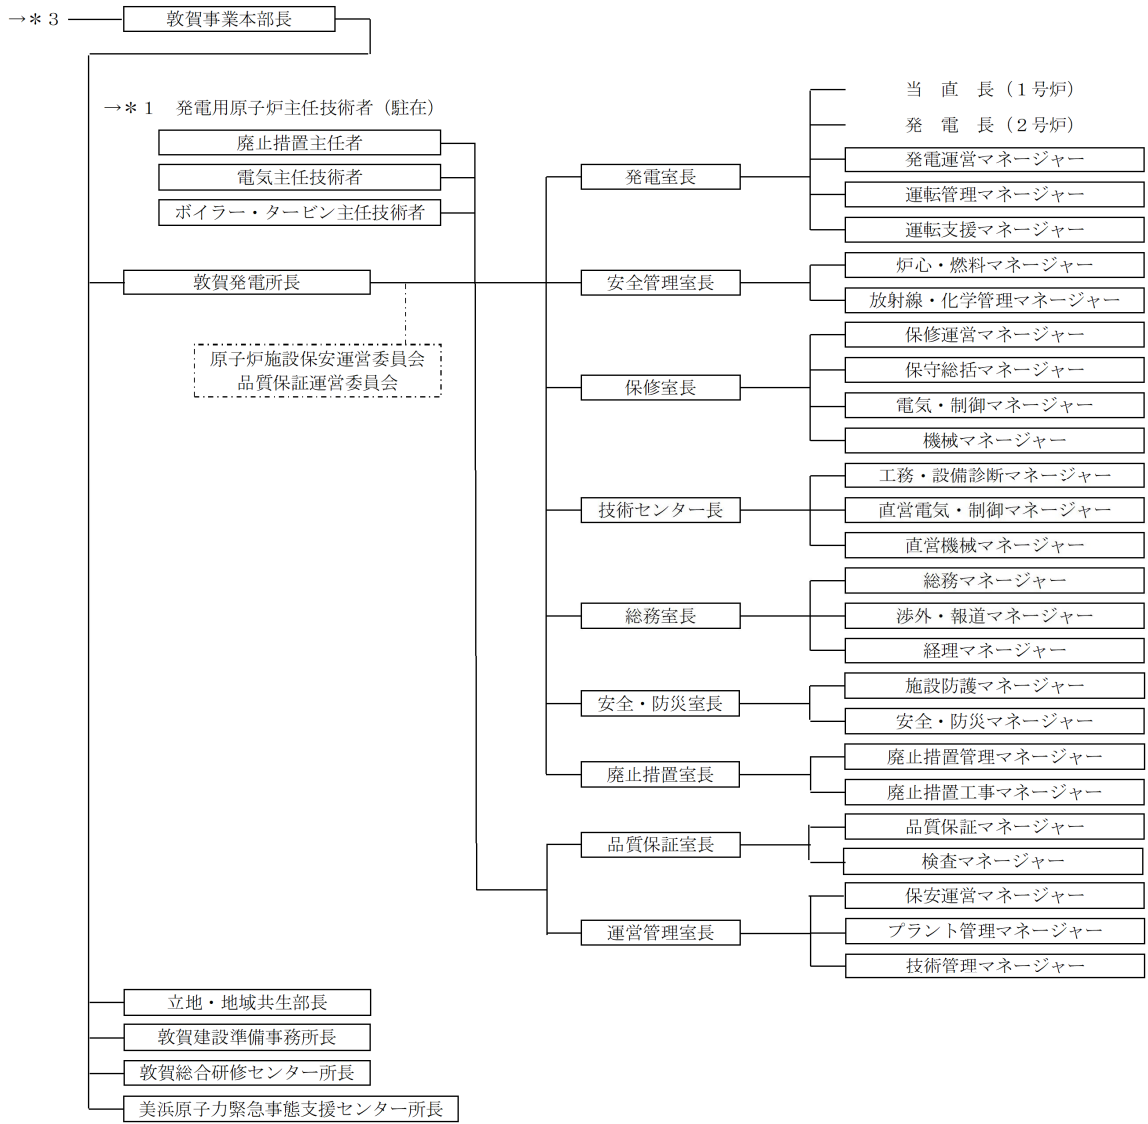 →＊３
敦賀事業本部長
→＊１　発電用原子炉主任技術者（駐在）
廃止措置主任者
電気主任技術者
ボイラー・タービン主任技術者
敦賀発電所長
原子炉施設保安運営委員会
品質保証運営委員会
発電室長
当　直　長（１号炉）
発　電　長（２号炉）
発電運営マネージャー
運転管理マネージャー
運転支援マネージャー
安全管理室長
炉心・燃料マネージャー
放射線・化学管理マネージャー
保修室長
保修運営マネージャー
保守総括マネージャー
電気・制御マネージャー
機械マネージャー
技術センター長
工務・設備診断マネージャー
直営電気・制御マネージャー
直営機械マネージャー
総務室長
総務マネージャー
渉外・報道マネージャー
経理マネージャー
安全・防災室長
施設防護マネージャー
安全・防災マネージャー
廃止措置室長
廃止措置管理マネージャー
廃止措置工事マネージャー
品質保証室長
品質保証マネージャー
検査マネージャー
運営管理室長
保安運営マネージャー
プラント管理マネージャー
技術管理マネージャー
立地・地域共生部長
敦賀建設準備事務所長
敦賀総合研修センター所長
美浜原子力緊急事態支援センター所長